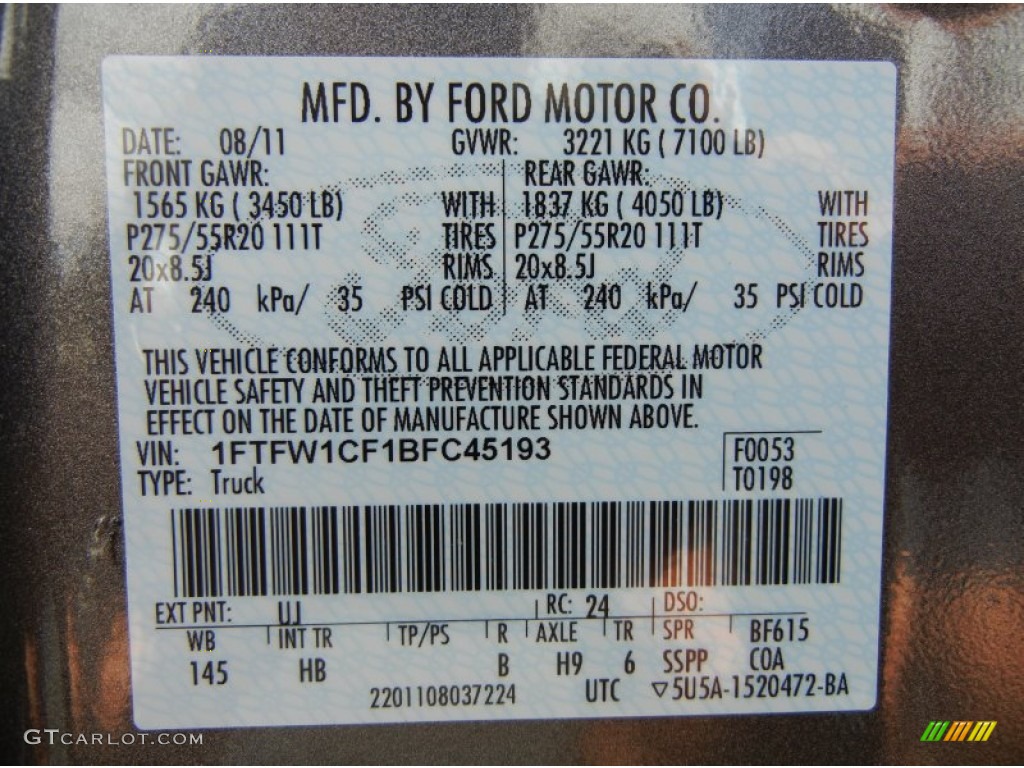 MFD. BY FORD MOTOR CO.
DATE: 08/11 GVWR: 3221 KG ( 7100 LB)
FRONT GAWR: REAR GAWR:
1565 KG ( 3450 LB) WITH 1837 KG ( 4050 LB) WITH
P275/55R20 111T TIRES P275/55R20 111T TIRES
20x8.5J RIMS 20x8.5J RIMS
AT 240 kPa/ 35 PSI COLD AT 240 kPa/ 35 PSI COLD
THIS VEHICLE CONFORMS TO ALL APPLICABLE FEDERAL MOTOR
VEHICLE SAFETY AND THEFT PREVENTION STANDARDS IN
EFFECT ON THE DATE OF MANUFACTURE SHOWN ABOVE.
VIN: 1FTFW1CF1BFC45193 F0053
TYPE: Truck T0198
EXT PNT: UJ RC: 24 DSO:
WB INT TR TP/PS R AXLE TR SPR BF615
145 HB B H9 6 SSPP COA
2201108037224 UTC ▽5U5A-1520472-BA
GTCARLOT.COM